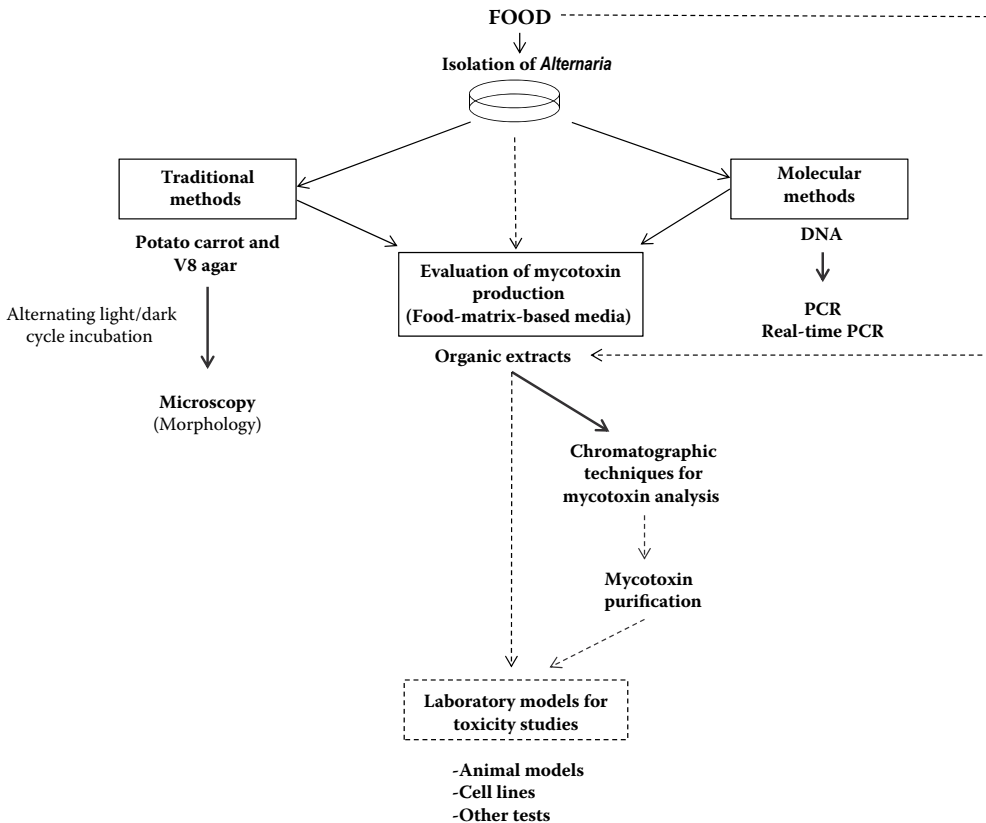 FOOD
Isolation of Alternaria
Traditional
methods
Molecular
methods
Potato carrot and
V8 agar
DNA
Evaluation of mycotoxin
production
(Food-matrix-based media)
Alternating light/dark
cycle incubation
PCR
Real-time PCR
Organic extracts
Microscopy
(Morphology)
Chromatographic
techniques for
mycotoxin analysis
Mycotoxin
purification
Laboratory models for
toxicity studies
-Animal models
-Cell lines
-Other tests